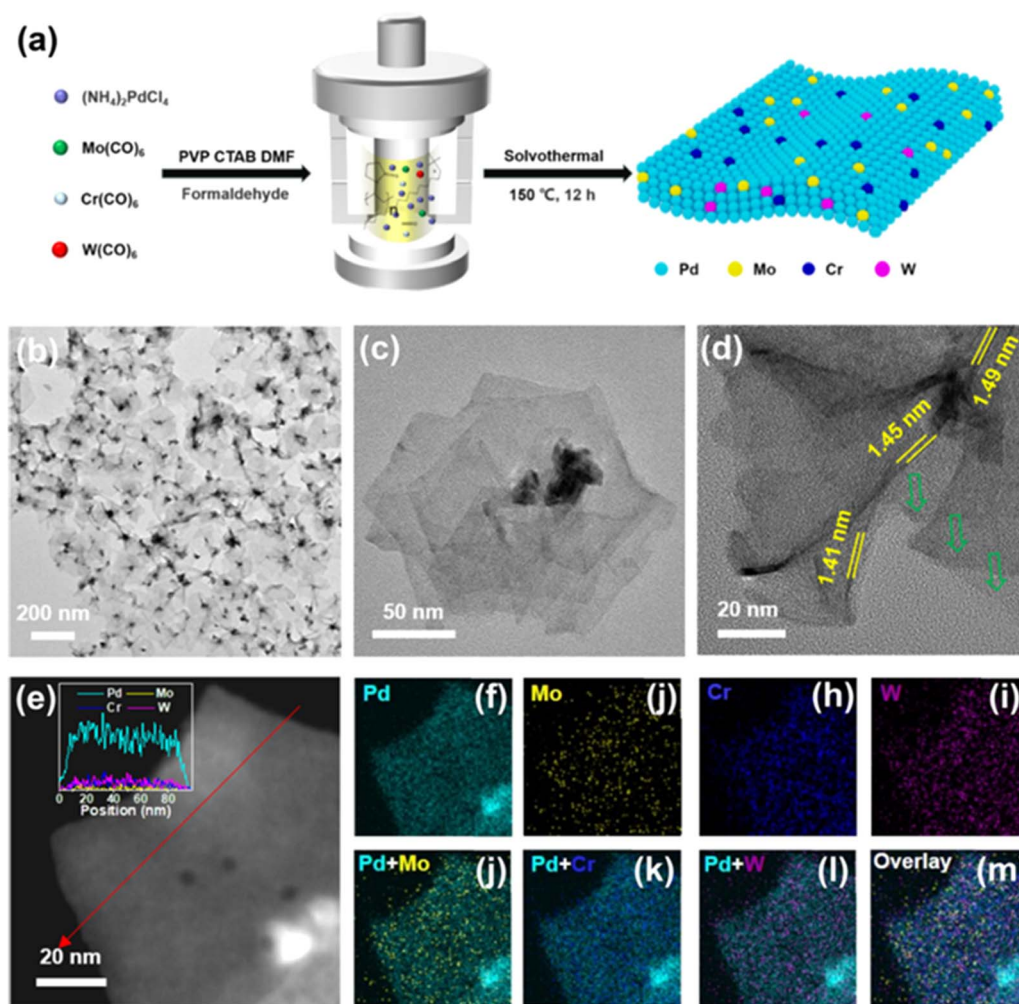 (a)
(NH₄)₂PdCl₄
Mo(CO)₆
Cr(CO)₆
W(CO)₆
PVP CTAB DMF
Formaldehyde
n
Solvothermal
150 ℃, 12 h
Pd Mo Cr W
(b)
200 nm
(c)
50 nm
(d)
1.49 nm
1.45 nm
1.41 nm
20 nm
(e)
Pd Mo
Cr W
0 20 40 60 80
Position (nm)
20 nm
Pd (f)
Mo (j)
Cr (h)
W (i)
Pd+Mo (j)
Pd+Cr (k)
Pd+W (l)
Overlay (m)